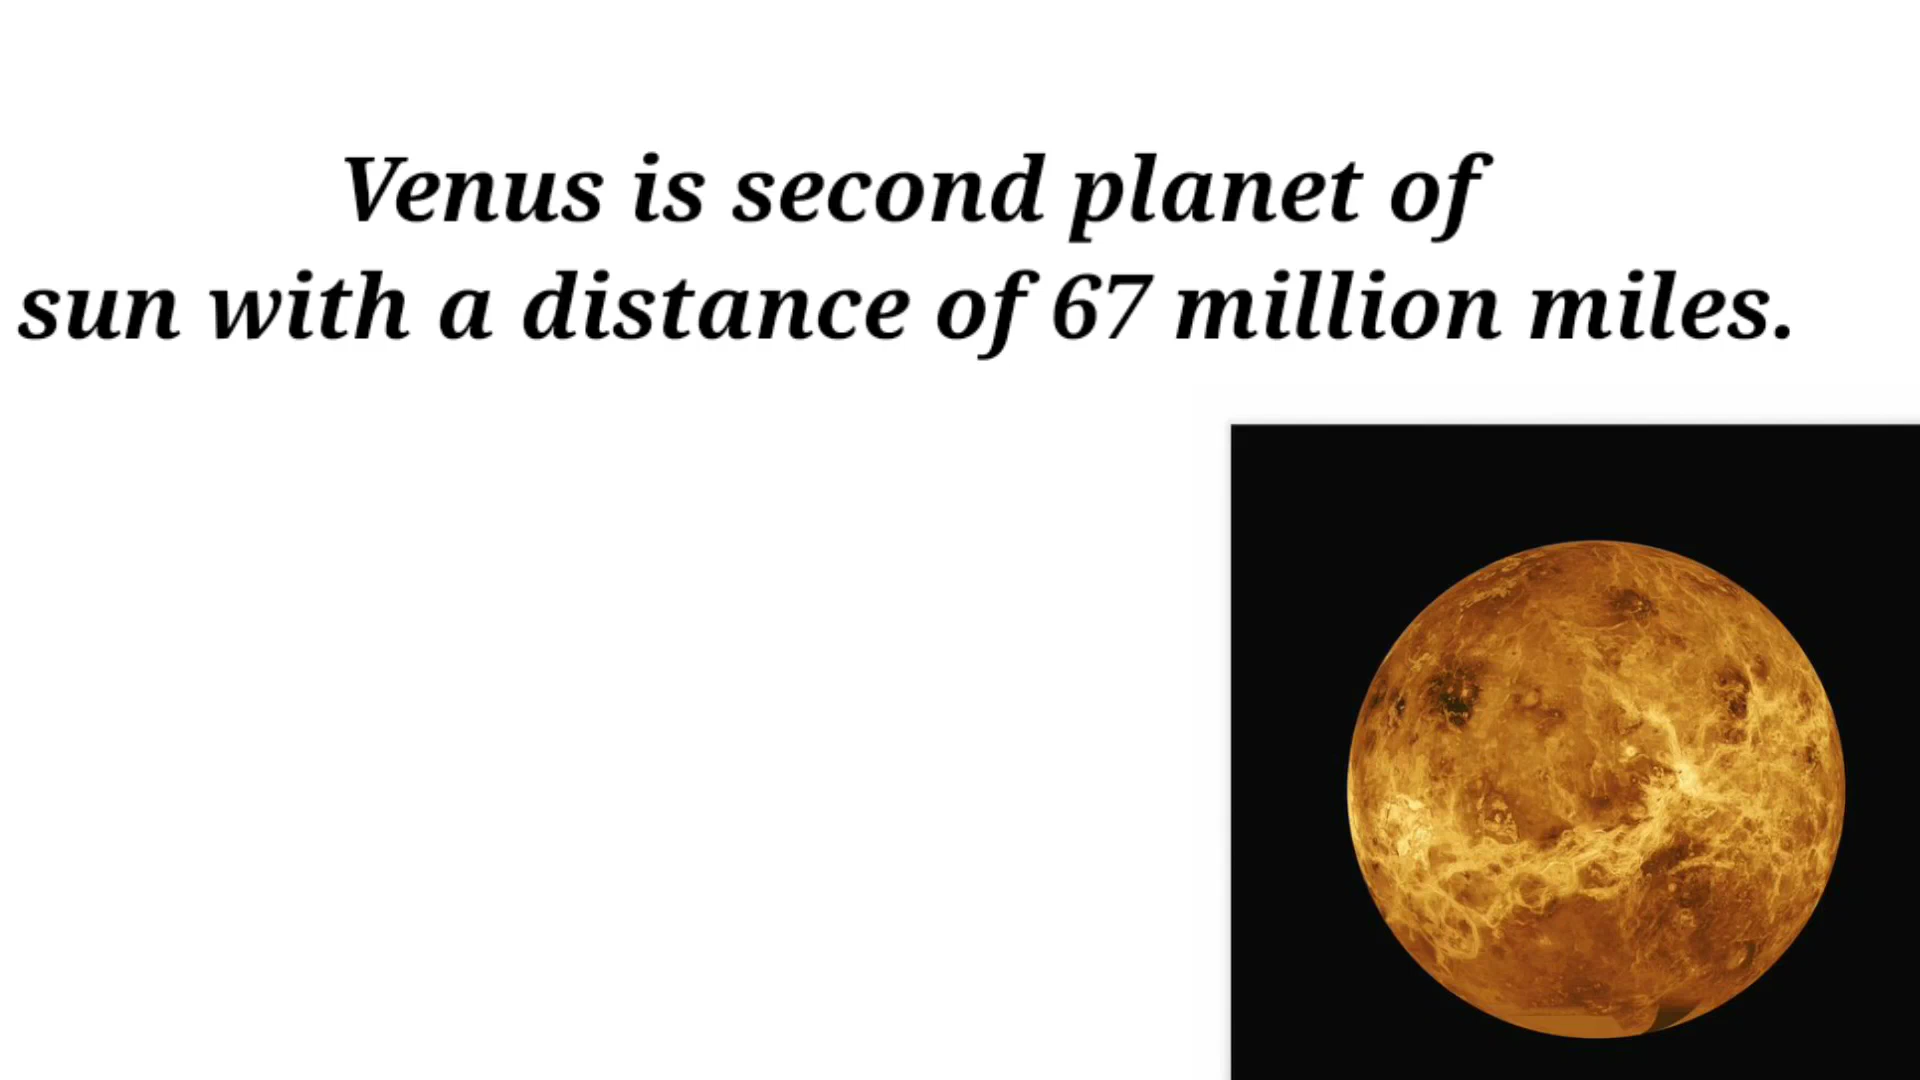 Venus is second planet of
sun with a distance of 67 million miles.